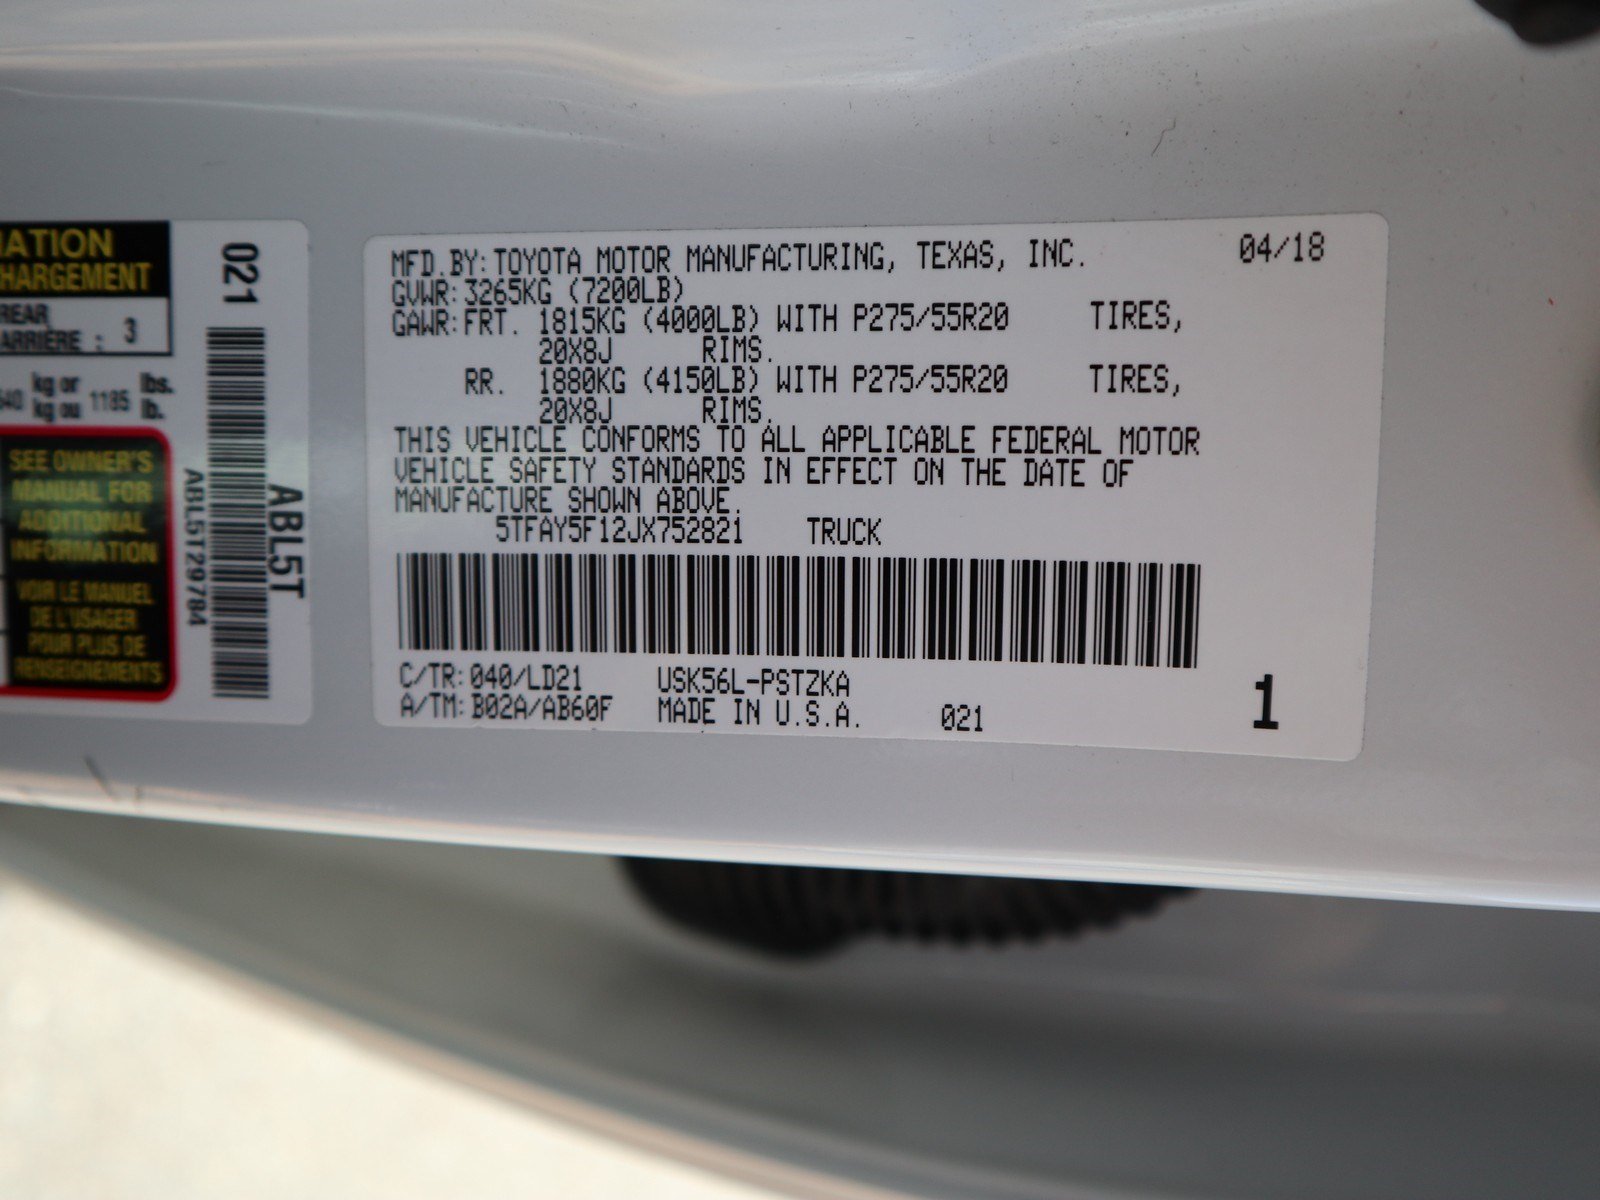 MATION
CHARGEMENT
REAR
ARRIÈRE : 3
kg or lbs.
kg ou 1185 lb.
SEE OWNER'S
MANUAL FOR
ADDITIONAL
INFORMATION
VOIR LE MANUEL
DE L'USAGER
POUR PLUS DE
RENSEIGNEMENTS
021
ABL5T
ABL5T29784
MFD.BY:TOYOTA MOTOR MANUFACTURING, TEXAS, INC. 04/18
GVWR:3265KG (7200LB)
GAWR:FRT. 1815KG (4000LB) WITH P275/55R20 TIRES,
20X8J RIMS.
RR. 1880KG (4150LB) WITH P275/55R20 TIRES,
20X8J RIMS.
THIS VEHICLE CONFORMS TO ALL APPLICABLE FEDERAL MOTOR
VEHICLE SAFETY STANDARDS IN EFFECT ON THE DATE OF
MANUFACTURE SHOWN ABOVE.
5TFAY5F12JX752821 TRUCK
C/TR:040/LD21 USK56L-PSTZKA
A/TM:B02A/AB60F MADE IN U.S.A. 021 1